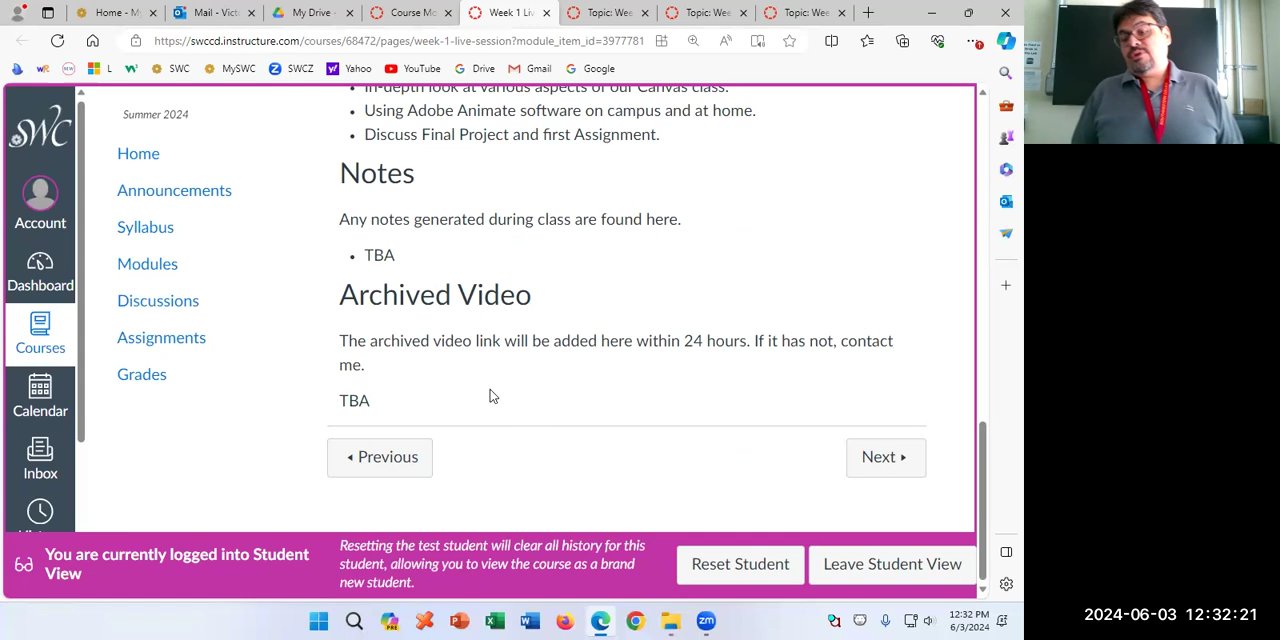 Home - My
Mail - Vict
My Drive -
Course Mo
Week 1 Liv
Topic: Wee
Topic: Wee
Topic: Wee
https://swccd.instructure.com/courses/68472/pages/week-1-live-session?module_item_id=3977781
L
SWC
MySWC
SWCZ
Yahoo
YouTube
Drive
Gmail
Google
SWC
Account
Dashboard
Courses
Calendar
Inbox
Summer 2024
Home
Announcements
Syllabus
Modules
Discussions
Assignments
Grades
• In-depth look at various aspects of our Canvas class.
• Using Adobe Animate software on campus and at home.
• Discuss Final Project and first Assignment.
Notes
Any notes generated during class are found here.
• TBA
Archived Video
The archived video link will be added here within 24 hours. If it has not, contact
me.
TBA
Previous
Next
You are currently logged into Student
View
Resetting the test student will clear all history for this
student, allowing you to view the course as a brand
new student.
Reset Student
Leave Student View
12:32 PM
6/3/2024
2024-06-03 12:32:21